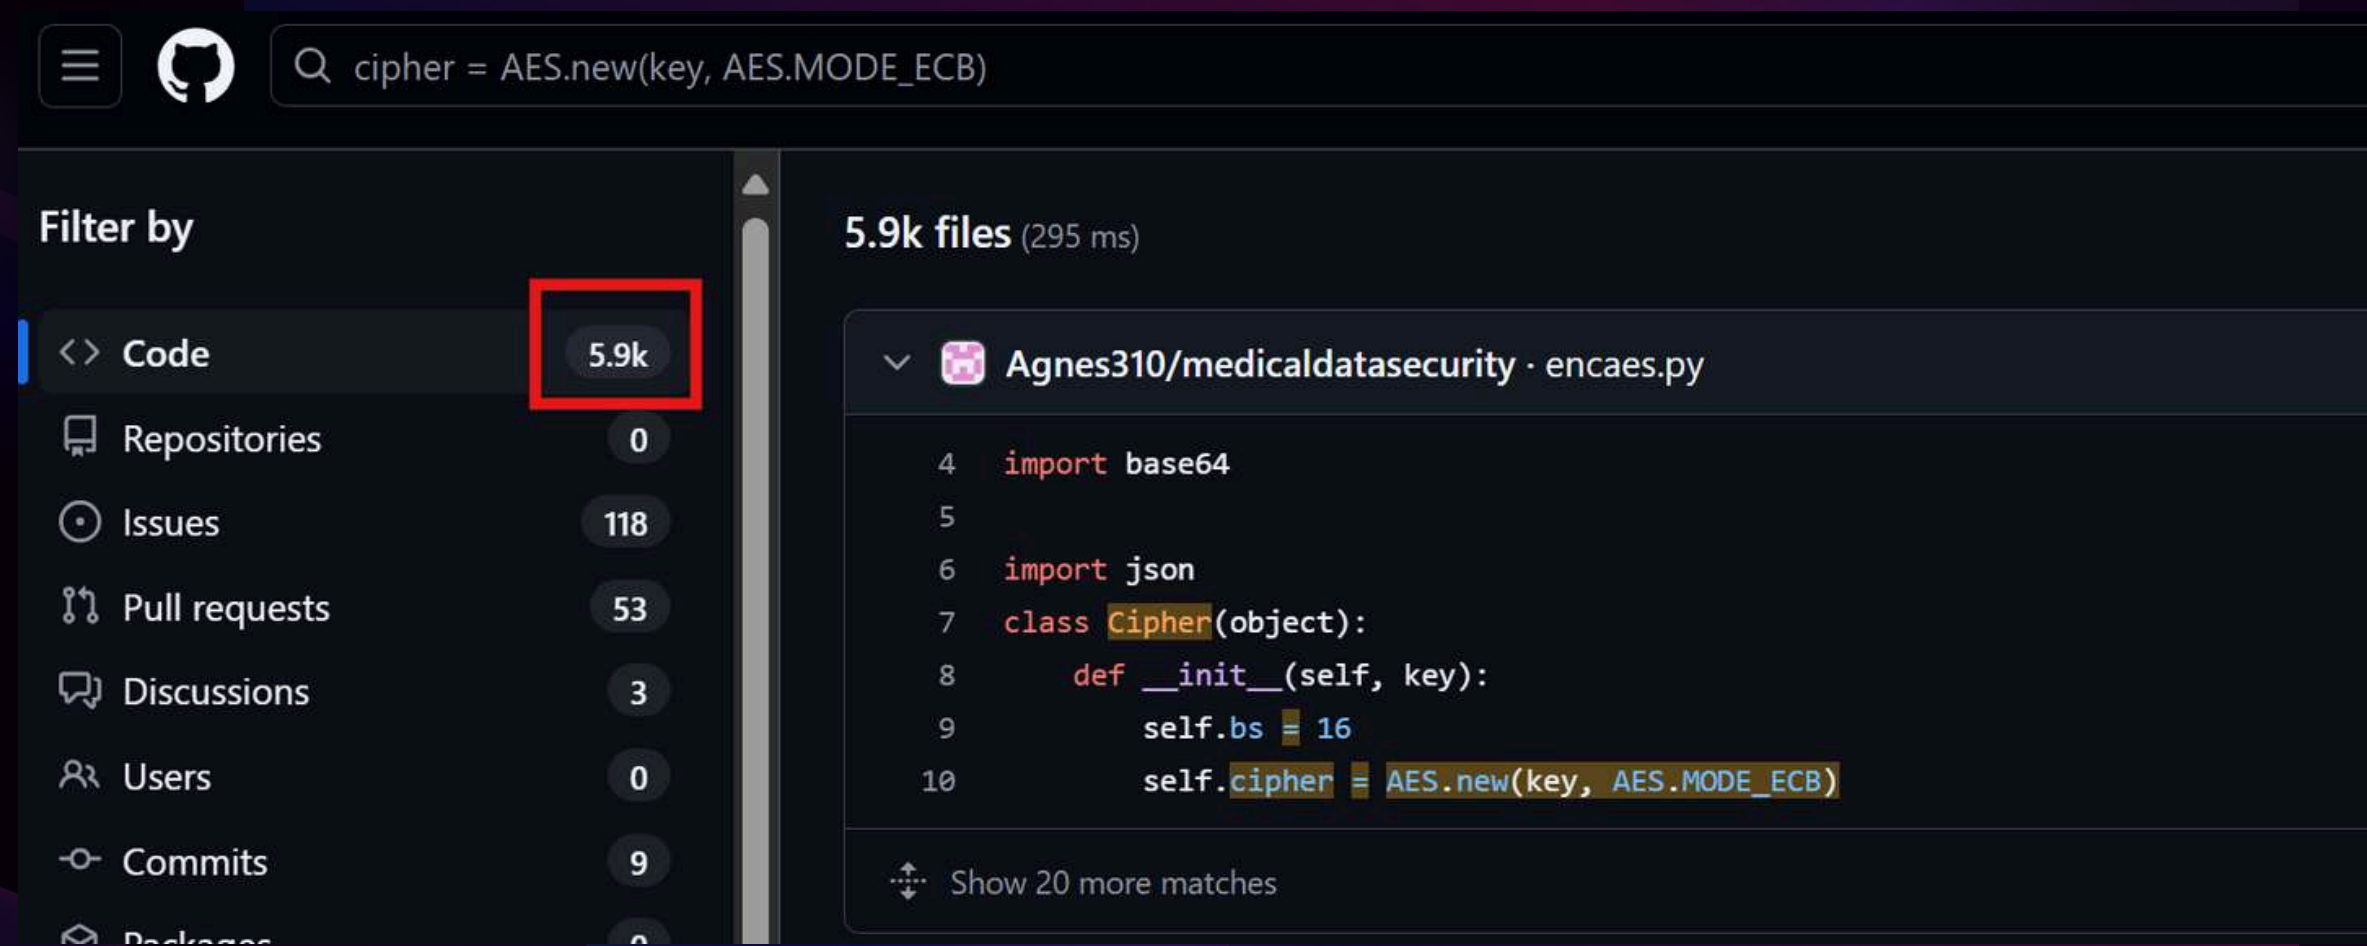 cipher = AES.new(key, AES.MODE_ECB)
Filter by
Code 5.9k
Repositories 0
Issues 118
Pull requests 53
Discussions 3
Users 0
Commits 9
Packages 0
5.9k files (295 ms)
Agnes310/medicaldatasecurity · encaes.py
4 import base64
5
6 import json
7 class Cipher(object):
8 def __init__(self, key):
9 self.bs = 16
10 self.cipher = AES.new(key, AES.MODE_ECB)
Show 20 more matches